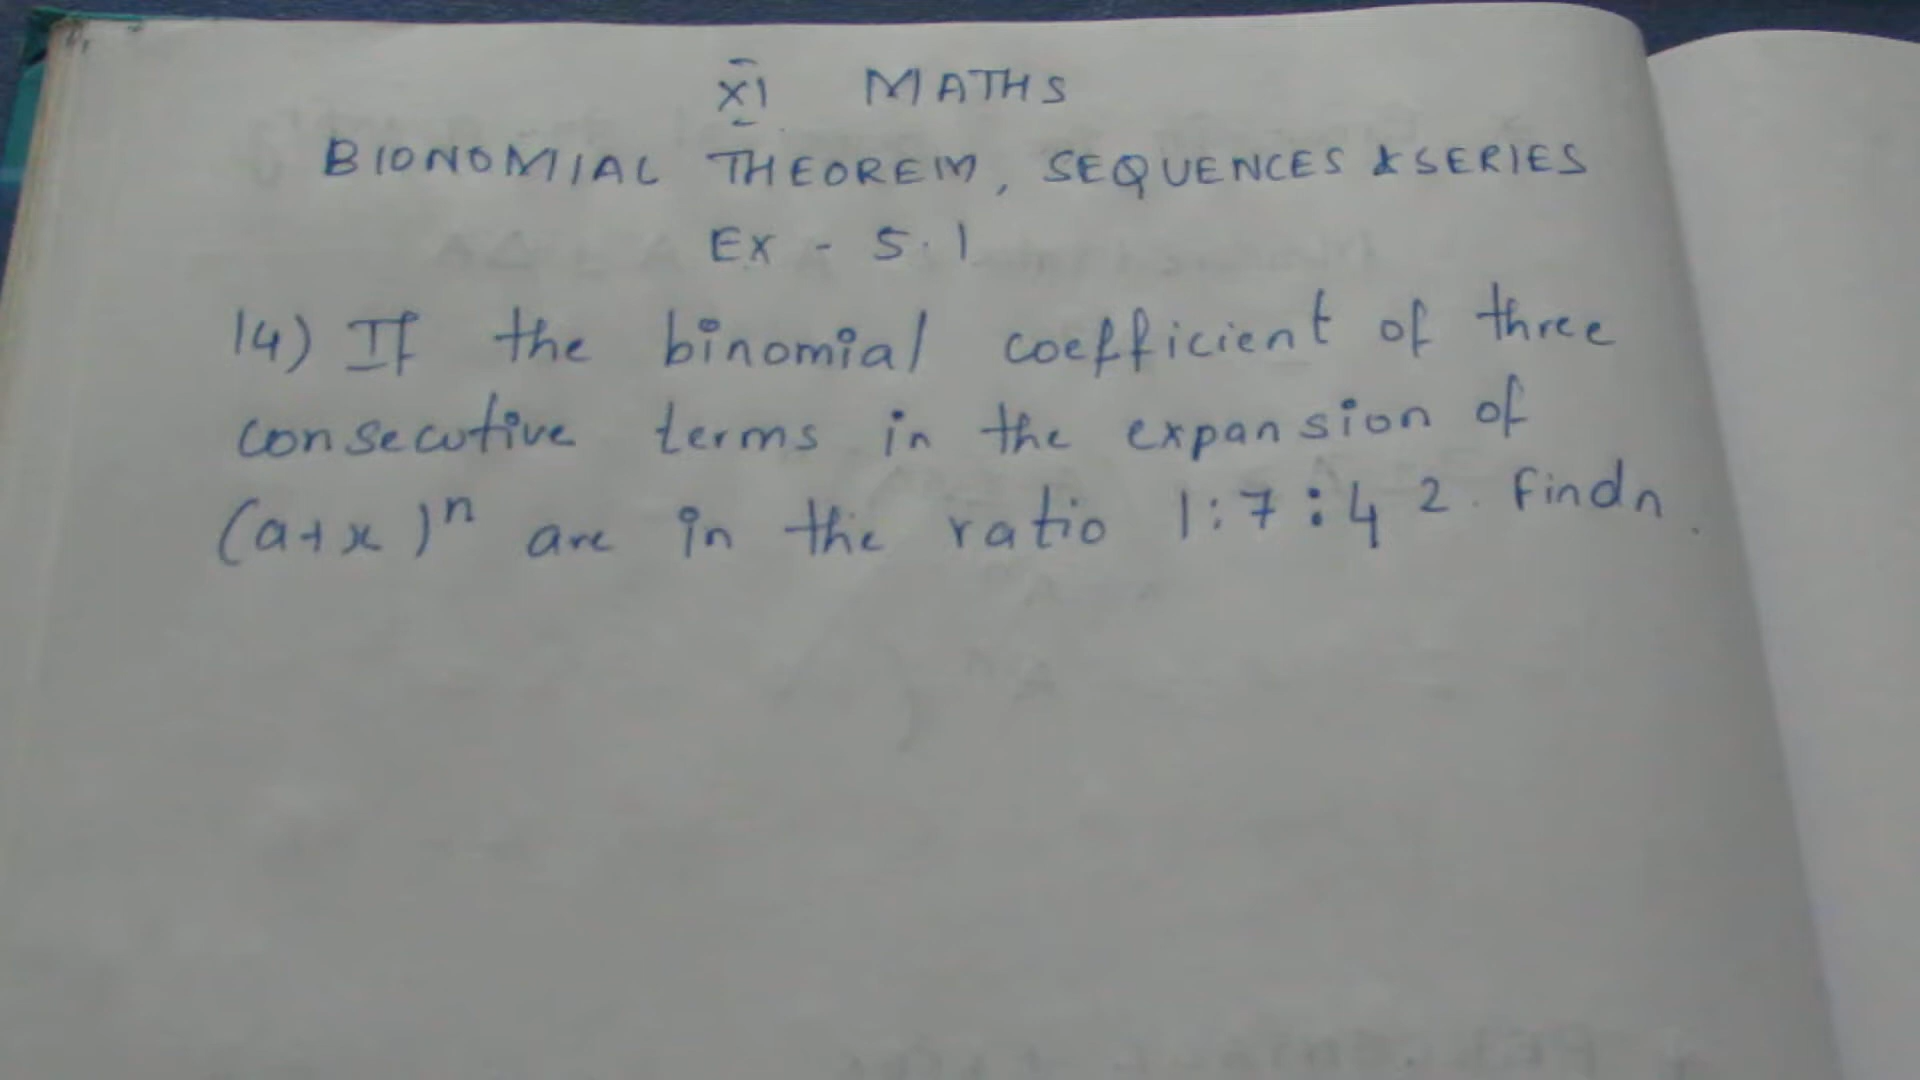 XI MATHS
BIONOMIAL THEOREM, SEQUENCES & SERIES
Ex - 5.1
14) If the binomial coefficient of three
consecutive terms in the expansion of
(a+x)ⁿ are in the ratio 1:7:42. Find n.